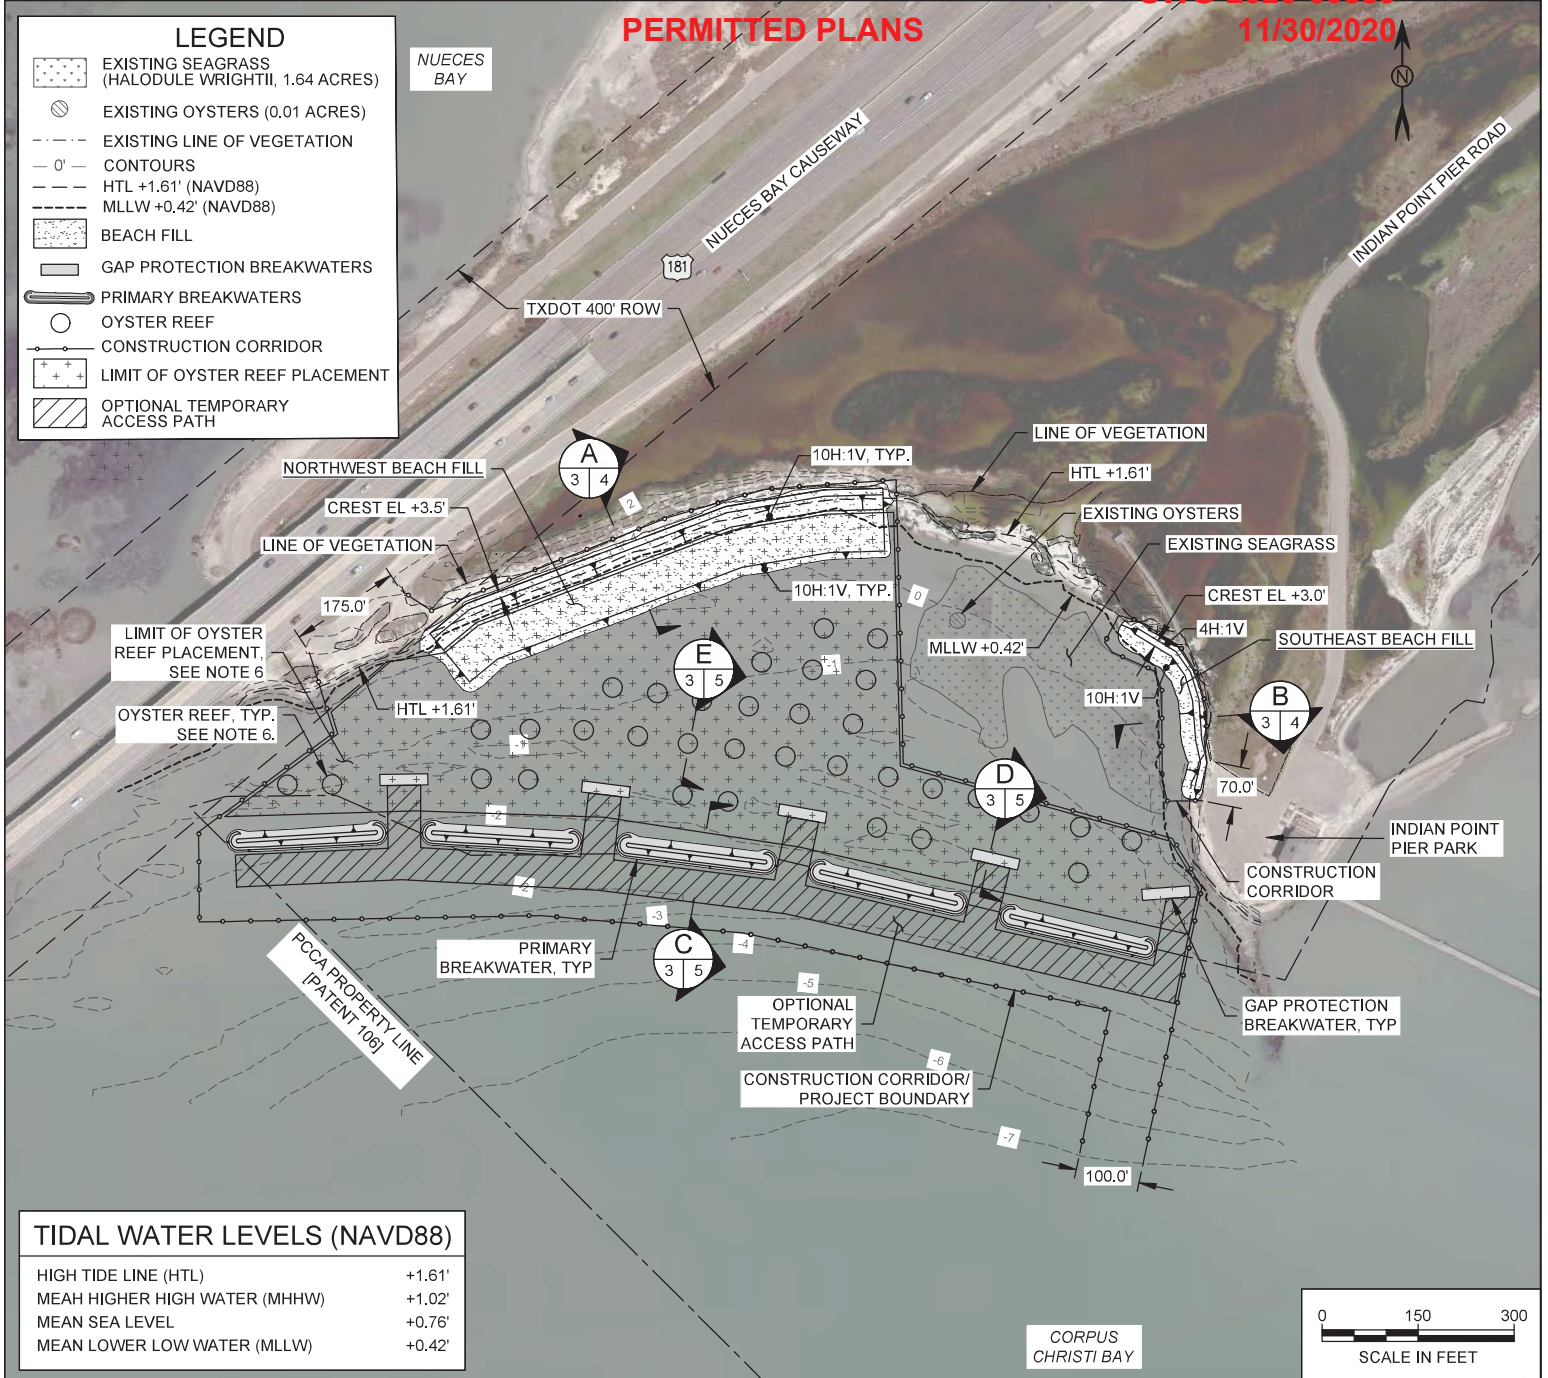 PERMITTED PLANS
11/30/2020
N
LEGEND
EXISTING SEAGRASS
(HALODULE WRIGHTII, 1.64 ACRES)
EXISTING OYSTERS (0.01 ACRES)
EXISTING LINE OF VEGETATION
0' CONTOURS
HTL +1.61' (NAVD88)
MLLW +0.42' (NAVD88)
BEACH FILL
GAP PROTECTION BREAKWATERS
PRIMARY BREAKWATERS
OYSTER REEF
CONSTRUCTION CORRIDOR
LIMIT OF OYSTER REEF PLACEMENT
OPTIONAL TEMPORARY
ACCESS PATH
NUECES
BAY
NUECES BAY CAUSEWAY
181
TXDOT 400' ROW
INDIAN POINT PIER ROAD
LINE OF VEGETATION
HTL +1.61'
EXISTING OYSTERS
EXISTING SEAGRASS
CREST EL +3.0'
4H:1V
SOUTHEAST BEACH FILL
10H:1V, TYP.
A
3 4
NORTHWEST BEACH FILL
CREST EL +3.5'
LINE OF VEGETATION
2
2
175.0'
10H:1V, TYP.
0
MLLW +0.42'
10H:1V
B
3 4
LIMIT OF OYSTER
REEF PLACEMENT,
SEE NOTE 6
HTL +1.61'
OYSTER REEF, TYP.
SEE NOTE 6.
E
3 5
-1
-1
D
3 5
70.0'
INDIAN POINT
PIER PARK
CONSTRUCTION
CORRIDOR
-2
-2
-3
-4
-5
-6
-7
PRIMARY
BREAKWATER, TYP
C
3 5
OPTIONAL
TEMPORARY
ACCESS PATH
GAP PROTECTION
BREAKWATER, TYP
CONSTRUCTION CORRIDOR/
PROJECT BOUNDARY
100.0'
PCCA PROPERTY LINE
[PATENT 106]
TIDAL WATER LEVELS (NAVD88)
HIGH TIDE LINE (HTL) +1.61'
MEAH HIGHER HIGH WATER (MHHW) +1.02'
MEAN SEA LEVEL +0.76'
MEAN LOWER LOW WATER (MLLW) +0.42'
CORPUS
CHRISTI BAY
0 150 300
SCALE IN FEET